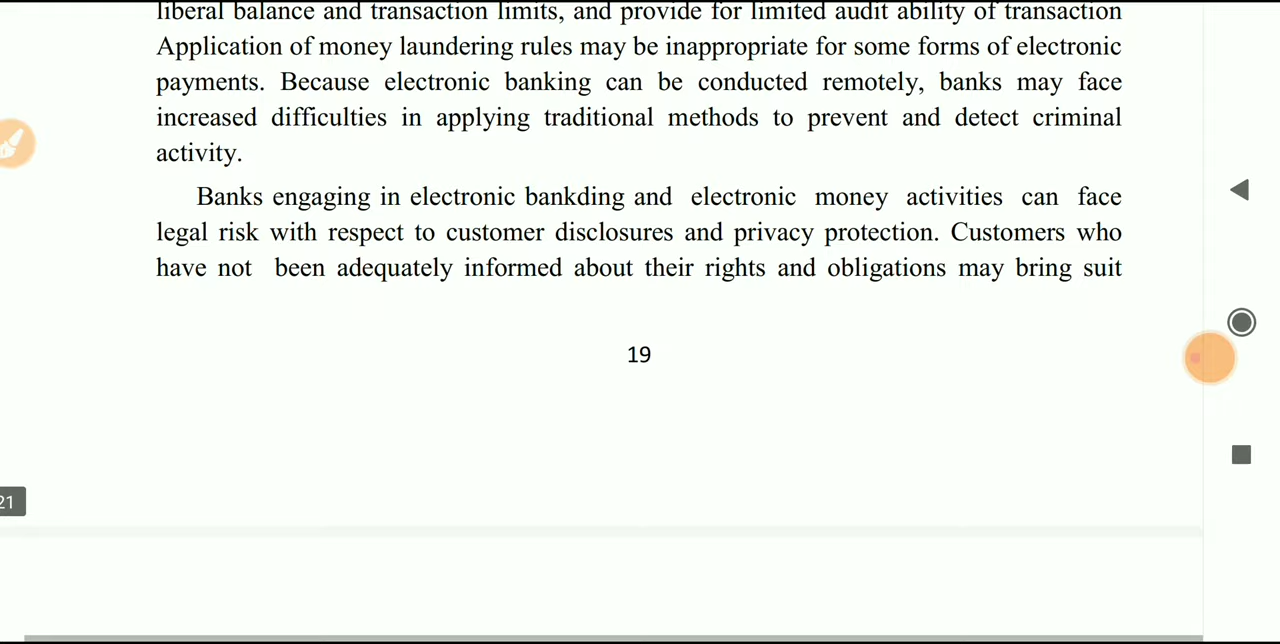 liberal balance and transaction limits, and provide for limited audit ability of transaction
Application of money laundering rules may be inappropriate for some forms of electronic
payments. Because electronic banking can be conducted remotely, banks may face
increased difficulties in applying traditional methods to prevent and detect criminal
activity.
Banks engaging in electronic bankding and electronic money activities can face
legal risk with respect to customer disclosures and privacy protection. Customers who
have not been adequately informed about their rights and obligations may bring suit
19
21